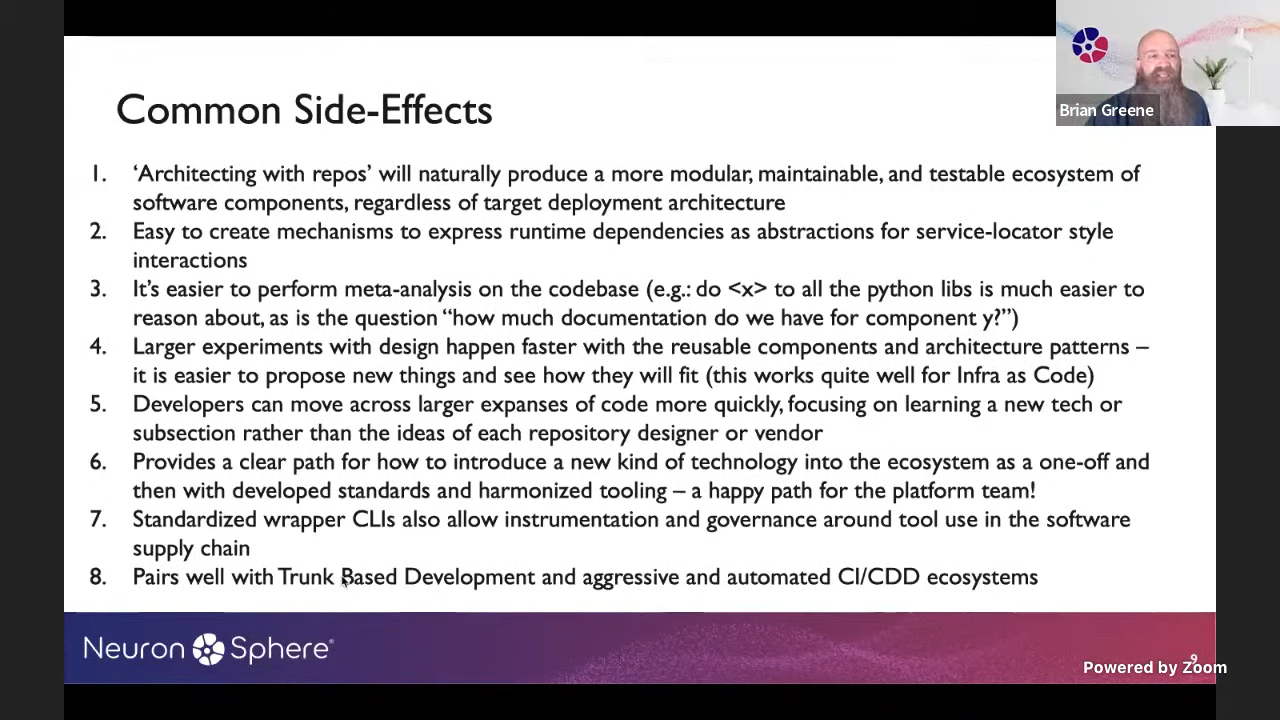 Common Side-Effects
Brian Greene
1. ‘Architecting with repos’ will naturally produce a more modular, maintainable, and testable ecosystem of
software components, regardless of target deployment architecture
2. Easy to create mechanisms to express runtime dependencies as abstractions for service-locator style
interactions
3. It’s easier to perform meta-analysis on the codebase (e.g.: do <x> to all the python libs is much easier to
reason about, as is the question “how much documentation do we have for component y?”)
4. Larger experiments with design happen faster with the reusable components and architecture patterns –
it is easier to propose new things and see how they will fit (this works quite well for Infra as Code)
5. Developers can move across larger expanses of code more quickly, focusing on learning a new tech or
subsection rather than the ideas of each repository designer or vendor
6. Provides a clear path for how to introduce a new kind of technology into the ecosystem as a one-off and
then with developed standards and harmonized tooling – a happy path for the platform team!
7. Standardized wrapper CLIs also allow instrumentation and governance around tool use in the software
supply chain
8. Pairs well with Trunk Based Development and aggressive and automated CI/CDD ecosystems
Neuron Sphere®
9
Powered by Zoom